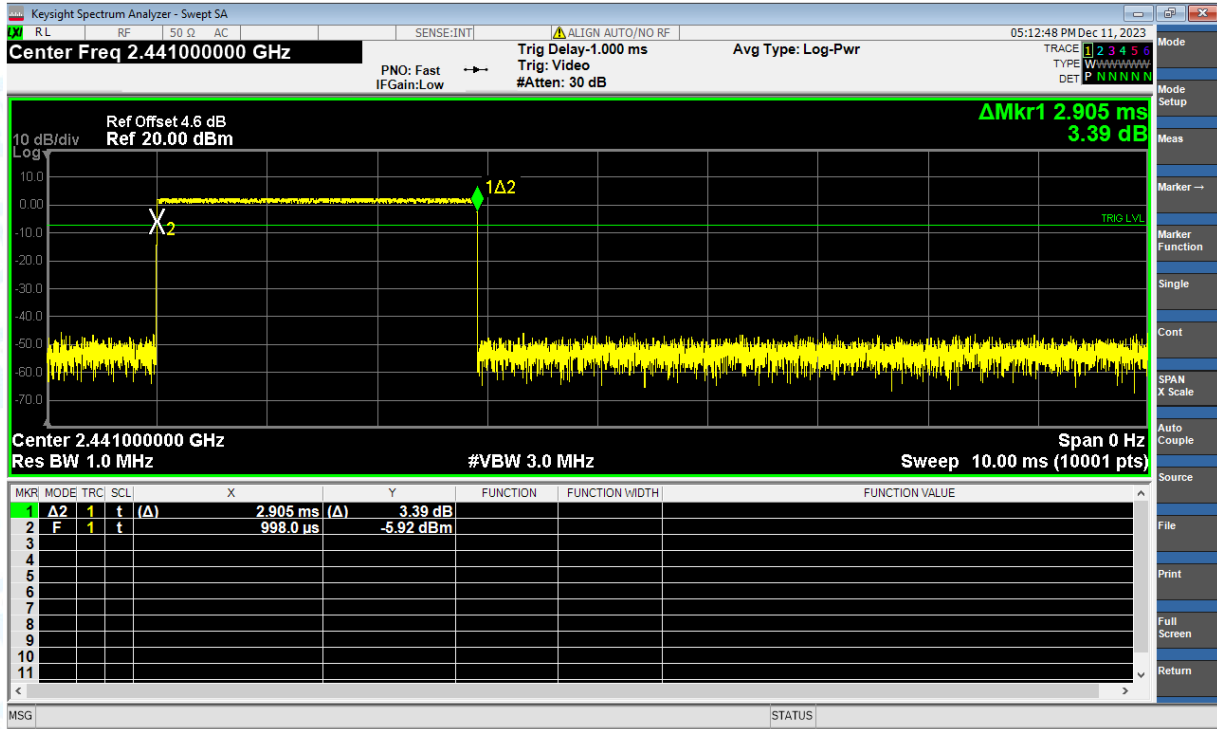 Keysight Spectrum Analyzer - Swept SA
LXI RL RF 50 Ω AC SENSE:INT ALIGN AUTO/NO RF 05:12:48 PM Dec 11, 2023
Center Freq 2.441000000 GHz
PNO: Fast
IFGain:Low
Trig Delay-1.000 ms
Trig: Video
#Atten: 30 dB
Avg Type: Log-Pwr
TRACE 1 2 3 4 5 6
TYPE WWWWWW
DET P N N N N N
Ref Offset 4.6 dB
10 dB/div Ref 20.00 dBm
Log
ΔMkr1 2.905 ms
3.39 dB
10.0
0.00
-10.0
-20.0
-30.0
-40.0
-50.0
-60.0
-70.0
1Δ2
2
TRIG LVL
Center 2.441000000 GHz Span 0 Hz
Res BW 1.0 MHz #VBW 3.0 MHz Sweep 10.00 ms (10001 pts)
MKR MODE TRC SCL X Y FUNCTION FUNCTION WIDTH FUNCTION VALUE
1 Δ2 1 t (Δ) 2.905 ms (Δ) 3.39 dB
2 F 1 t 998.0 µs -5.92 dBm
3
4
5
6
7
8
9
10
11
MSG STATUS
Mode
Mode
Setup
Meas
Marker→
Marker
Function
Single
Cont
SPAN
X Scale
Auto
Couple
Source
File
Print
Full
Screen
Return